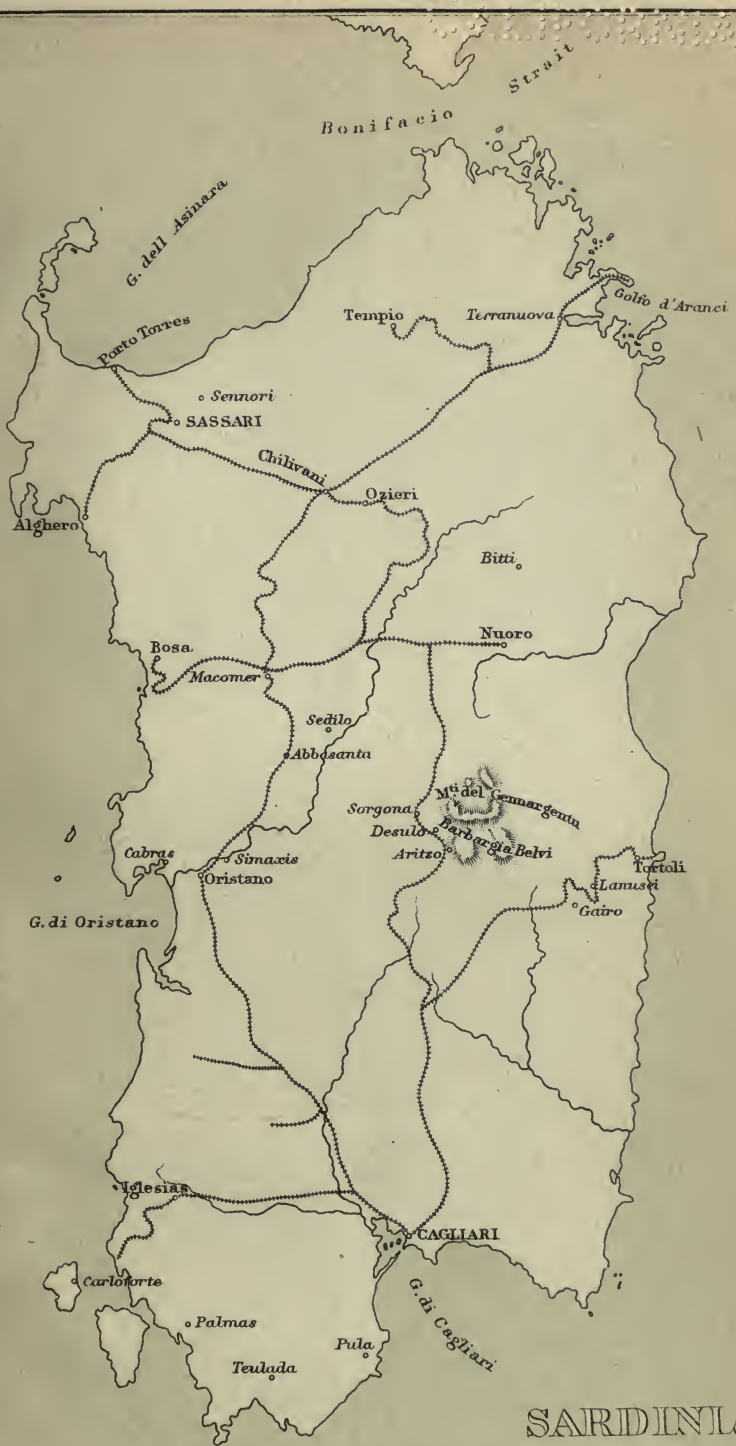 Bonifacio Strait
G. dell Asinara
Golfo d'Aranci
Tempio
Terranuova
Porto Torres
Sennori
SASSARI
Chilivani
Ozieri
Alghero
Bitti
Bosa
Nuoro
Macomer
Sedilo
Abbasanta
Mti. del Gennargentu
Sorgona
Desulo
Barbargia Belvi
Aritzo
Cabras
Simaxis
Oristano
Tortoli
Lanusei
Gairo
G. di Oristano
Iglesias
CAGLIARI
Carloforte
G. di Cagliari
Palmas
Pula
Teulada
SARDINIA